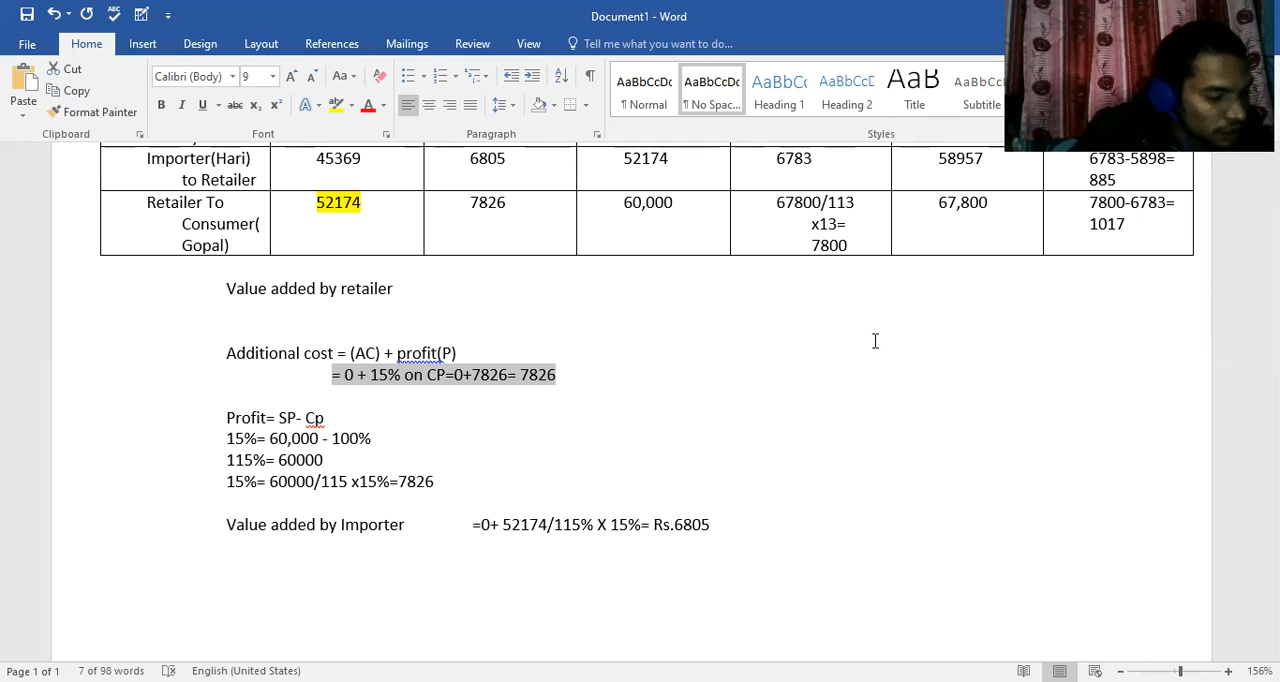 Document1 - Word
File Home Insert Design Layout References Mailings Review View Tell me what you want to do...
Cut
Copy
Format Painter
Paste
Calibri (Body) 9
AaBbCcDc AaBbCcDc AaBbCc AaBbCcE AaB AaBbCcD
¶ Normal ¶ No Spac... Heading 1 Heading 2 Title Subtitle
Clipboard Font Paragraph Styles
Importer(Hari) to Retailer 45369 6805 52174 6783 58957 6783-5898= 885
Retailer To Consumer( Gopal) 52174 7826 60,000 67800/113 x13= 7800 67,800 7800-6783= 1017
Value added by retailer
Additional cost = (AC) + profit(P)
= 0 + 15% on CP=0+7826= 7826
Profit= SP- Cp
15%= 60,000 - 100%
115%= 60000
15%= 60000/115 x15%=7826
Value added by Importer =0+ 52174/115% X 15%= Rs.6805
Page 1 of 1 7 of 98 words English (United States) 156%